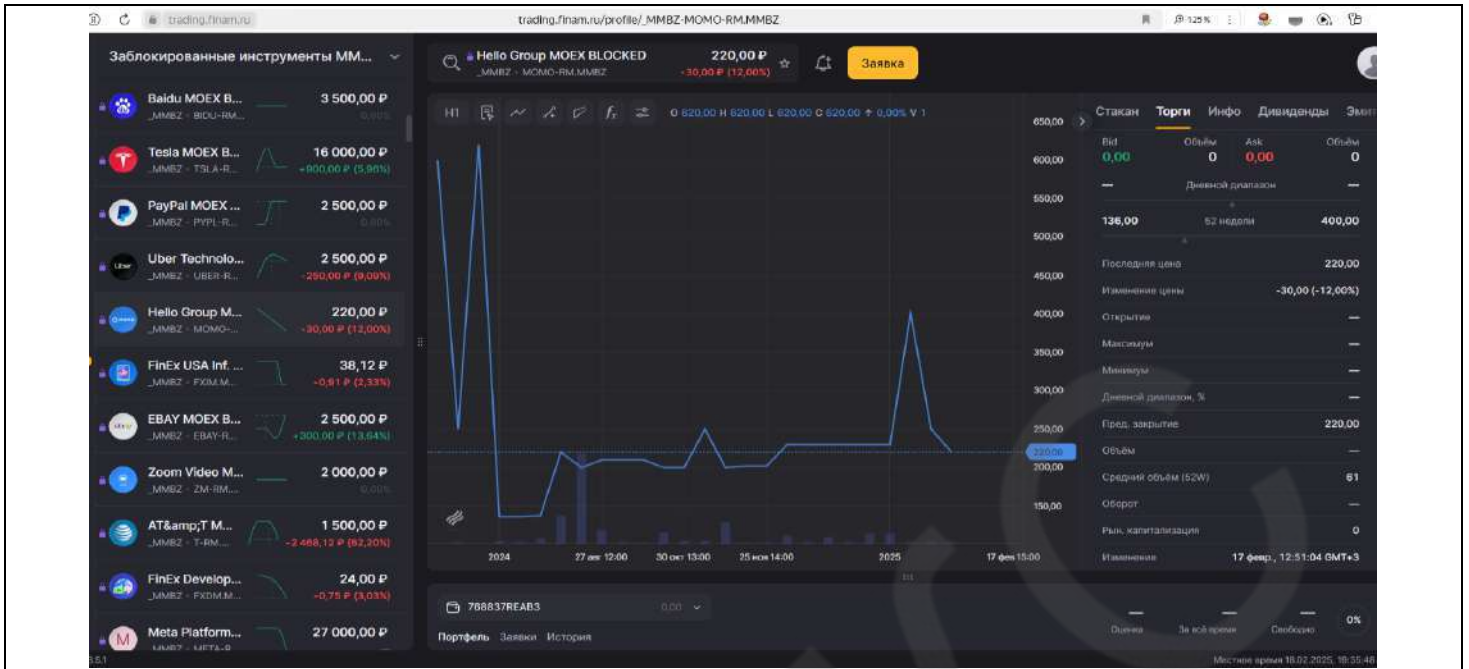 trading.finam.ru
trading.finam.ru/profile/_MMBZ-MOMO-RM.MMBZ
125 %
Заблокированные инструменты ММ...
Hello Group MOEX BLOCKED
220,00 ₽
_MMBZ · MOMO-RM.MMBZ
-30,00 ₽ (12,00%)
Заявка
Baidu MOEX B...
3 500,00 ₽
_MMBZ · BIDU-RM...
0,00%
Tesla MOEX B...
16 000,00 ₽
_MMBZ · TSLA-R...
+900,00 ₽ (5,96%)
PayPal MOEX ...
2 500,00 ₽
_MMBZ · PYPL-R...
0,00%
Uber Technolo...
2 500,00 ₽
_MMBZ · UBER-R...
-250,00 ₽ (9,09%)
Hello Group M...
220,00 ₽
_MMBZ · MOMO-...
-30,00 ₽ (12,00%)
FinEx USA Inf. ...
38,12 ₽
_MMBZ · FXIM.M...
-0,91 ₽ (2,33%)
EBAY MOEX B...
2 500,00 ₽
_MMBZ · EBAY-R...
+300,00 ₽ (13,64%)
Zoom Video M...
2 000,00 ₽
_MMBZ · ZM-RM....
0,00%
AT&amp;T M...
1 500,00 ₽
_MMBZ · T-RM....
-2 468,12 ₽ (62,20%)
FinEx Develop...
24,00 ₽
_MMBZ · FXDM.M...
-0,75 ₽ (3,03%)
Meta Platform...
27 000,00 ₽
_MMBZ · META-R
H1
O 620,00 H 620,00 L 620,00 C 620,00 0,00% V 1
650,00
600,00
550,00
500,00
450,00
400,00
350,00
300,00
250,00
220,00
200,00
150,00
2024
27 авг 12:00
30 окт 13:00
25 ноя 14:00
2025
17 фев 15:00
Стакан Торги Инфо Дивиденды Эмит
Bid Объём Ask Объём
0,00 0 0,00 0
— Дневной диапазон —
136,00 52 недели 400,00
Последняя цена 220,00
Изменение цены -30,00 (-12,00%)
Открытие —
Максимум —
Минимум —
Дневной диапазон, % —
Пред. закрытие 220,00
Объём —
Средний объём (52W) 61
Оборот —
Рын. капитализация 0
Изменение 17 февр., 12:51:04 GMT+3
768837REAB3 0,00
Портфель Заявки История
Оценка За всё время Свободно 0%
Местное время 18.02.2025, 19:35:46